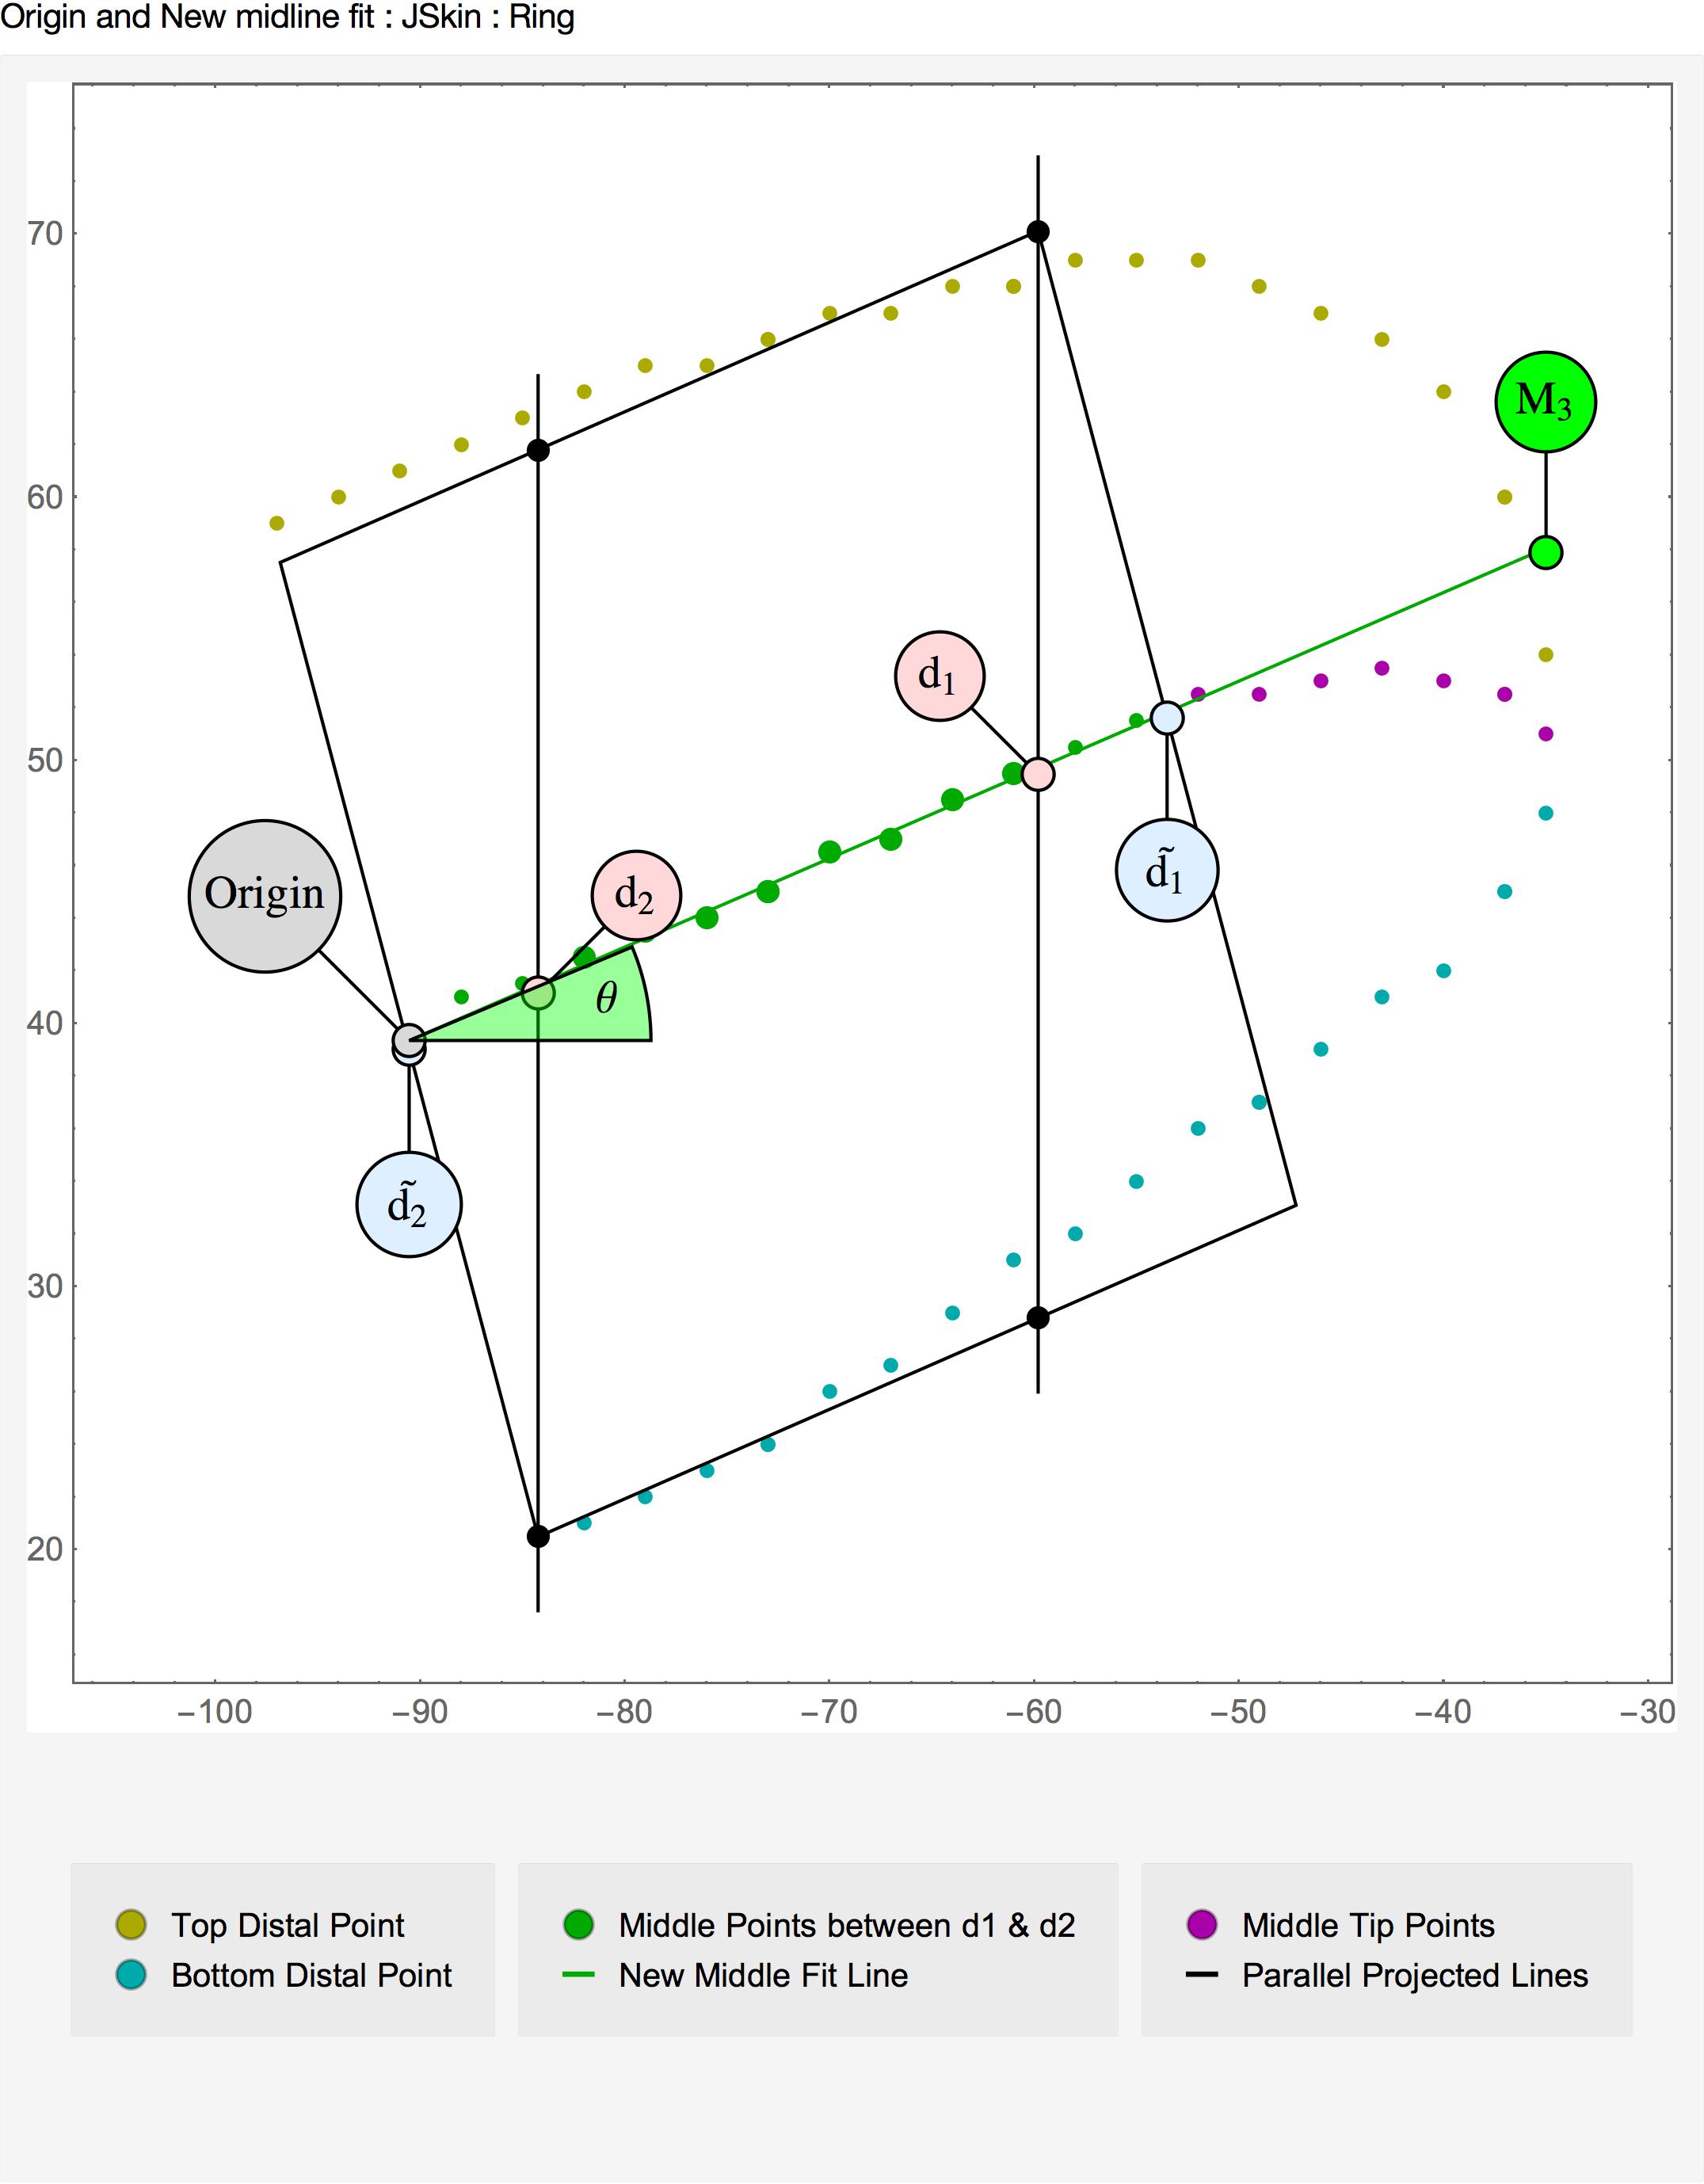 Origin and New midline fit : JSkin : Ring
70
60
50
40
30
20
M3
d1
d̃1
Origin
d2
θ
d̃2
−100 −90 −80 −70 −60 −50 −40 −30
Top Distal Point
Bottom Distal Point
Middle Points between d1 & d2
New Middle Fit Line
Middle Tip Points
Parallel Projected Lines